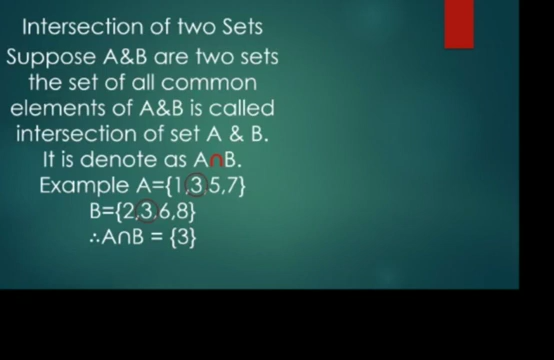 Intersection of two Sets
Suppose A&B are two sets
the set of all common
elements of A&B is called
intersection of set A & B.
It is denote as A∩B.
Example A={1,3,5,7}
B={2,3,6,8}
∴A∩B = {3}